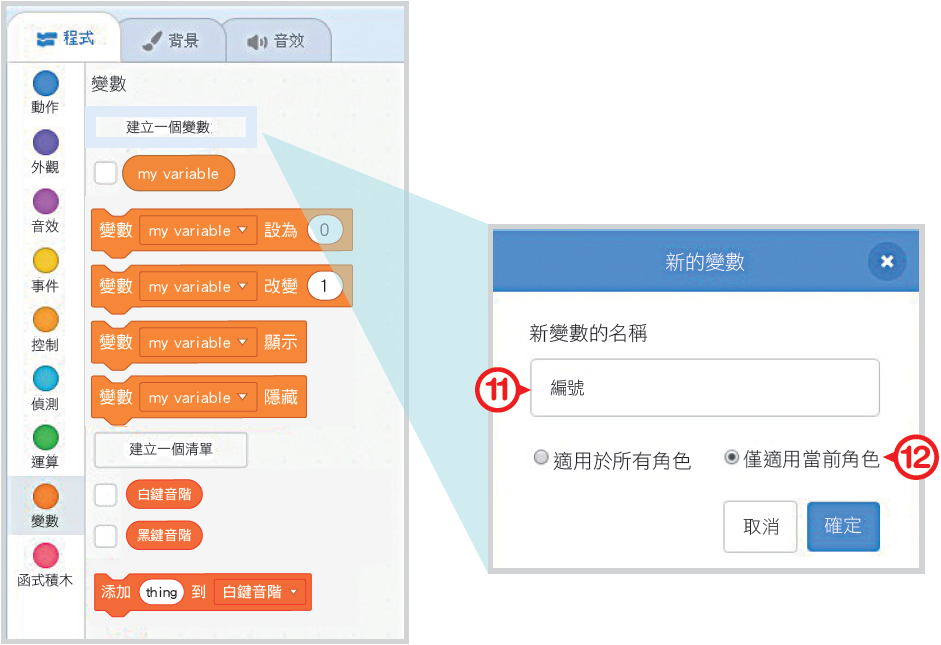 程式
背景
音效
動作
外觀
音效
事件
控制
偵測
運算
變數
函式積木
變數
建立一個變數
my variable
變數 my variable 設為 0
變數 my variable 改變 1
變數 my variable 顯示
變數 my variable 隱藏
建立一個清單
白鍵音階
黑鍵音階
添加 thing 到 白鍵音階
新的變數
新變數的名稱
11
編號
適用於所有角色
僅適用當前角色
12
取消
確定